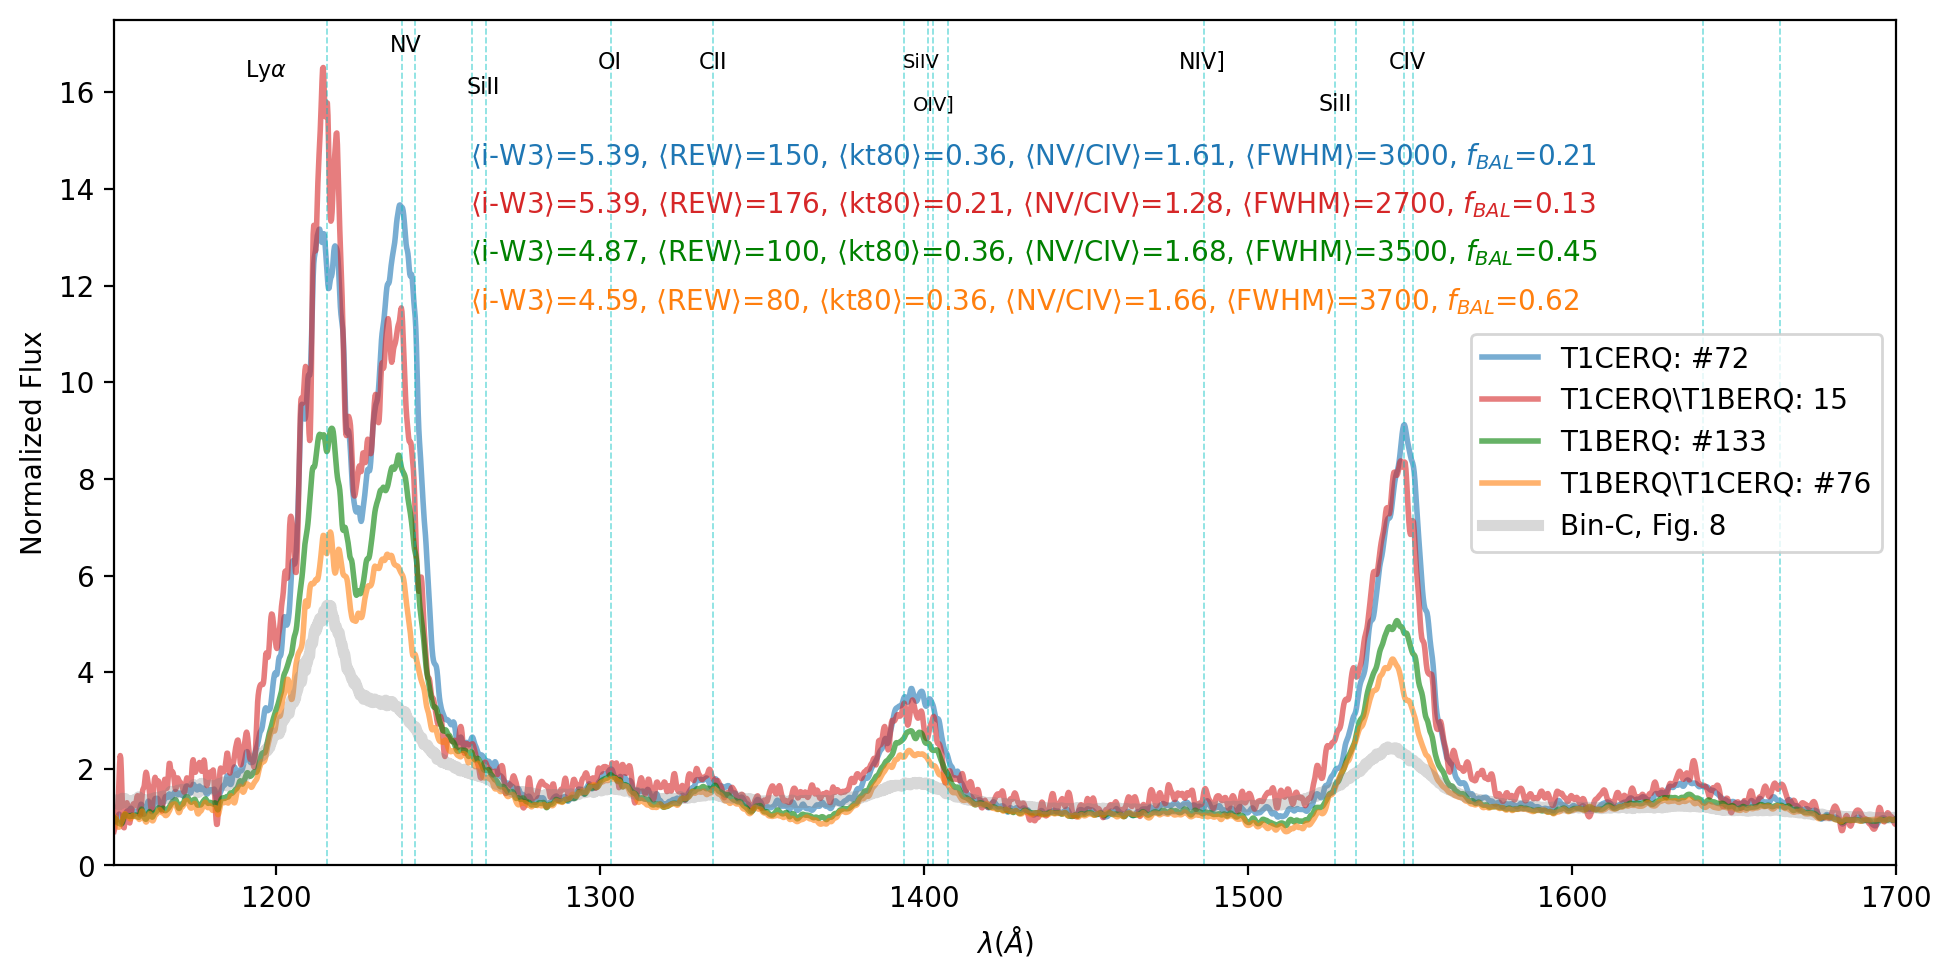 NV
Lyα
OI
CII
SiIV
NIV]
CIV
SiII
OIV]
SiII
⟨i-W3⟩=5.39, ⟨REW⟩=150, ⟨kt80⟩=0.36, ⟨NV/CIV⟩=1.61, ⟨FWHM⟩=3000, f_BAL=0.21
⟨i-W3⟩=5.39, ⟨REW⟩=176, ⟨kt80⟩=0.21, ⟨NV/CIV⟩=1.28, ⟨FWHM⟩=2700, f_BAL=0.13
⟨i-W3⟩=4.87, ⟨REW⟩=100, ⟨kt80⟩=0.36, ⟨NV/CIV⟩=1.68, ⟨FWHM⟩=3500, f_BAL=0.45
⟨i-W3⟩=4.59, ⟨REW⟩=80, ⟨kt80⟩=0.36, ⟨NV/CIV⟩=1.66, ⟨FWHM⟩=3700, f_BAL=0.62
T1CERQ: #72
T1CERQ\T1BERQ: 15
T1BERQ: #133
T1BERQ\T1CERQ: #76
Bin-C, Fig. 8
Normalized Flux
16
14
12
10
8
6
4
2
0
1200
1300
1400
1500
1600
1700
λ(Å)